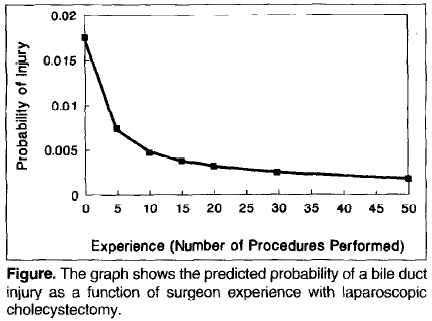 0.02
0.015
0.01
0.005
0
Probability of Injury
0 5 10 15 20 25 30 35 40 45 50
Experience (Number of Procedures Performed)
Figure. The graph shows the predicted probability of a bile duct
injury as a function of surgeon experience with laparoscopic
cholecystectomy.